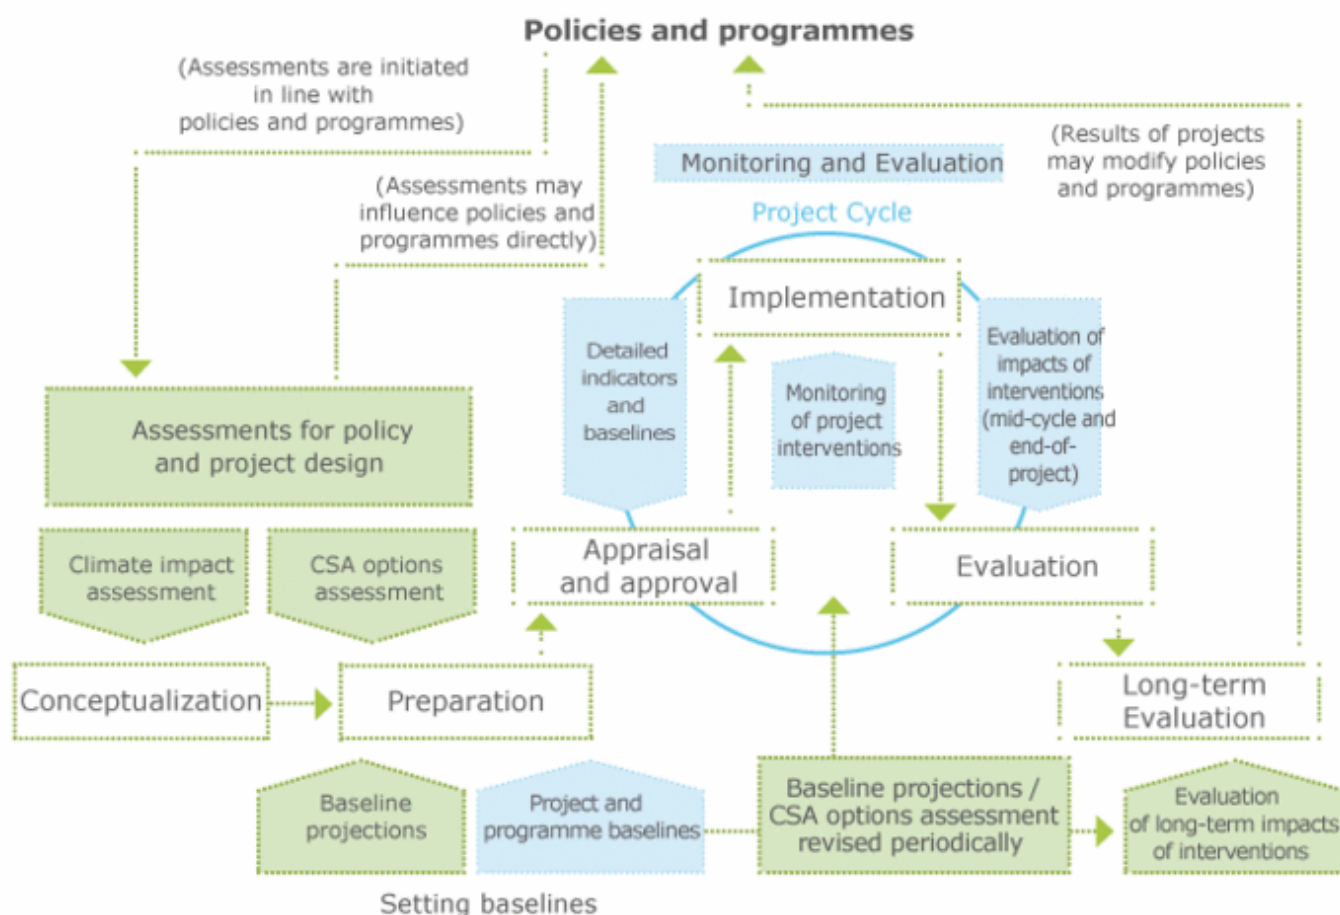 Policies and programmes
(Assessments are initiated
in line with
policies and programmes)
(Assessments may
influence policies and
programmes directly)
(Results of projects
may modify policies
and programmes)
Monitoring and Evaluation
Project Cycle
Implementation
Detailed
indicators
and
baselines
Monitoring
of project
interventions
Evaluation of
impacts of
interventions
(mid-cycle and
end-of-
project)
Assessments for policy
and project design
Climate impact
assessment
CSA options
assessment
Appraisal
and approval
Evaluation
Conceptualization
Preparation
Long-term
Evaluation
Baseline
projections
Project and
programme baselines
Baseline projections /
CSA options assessment
revised periodically
Evaluation
of long-term impacts
of interventions
Setting baselines